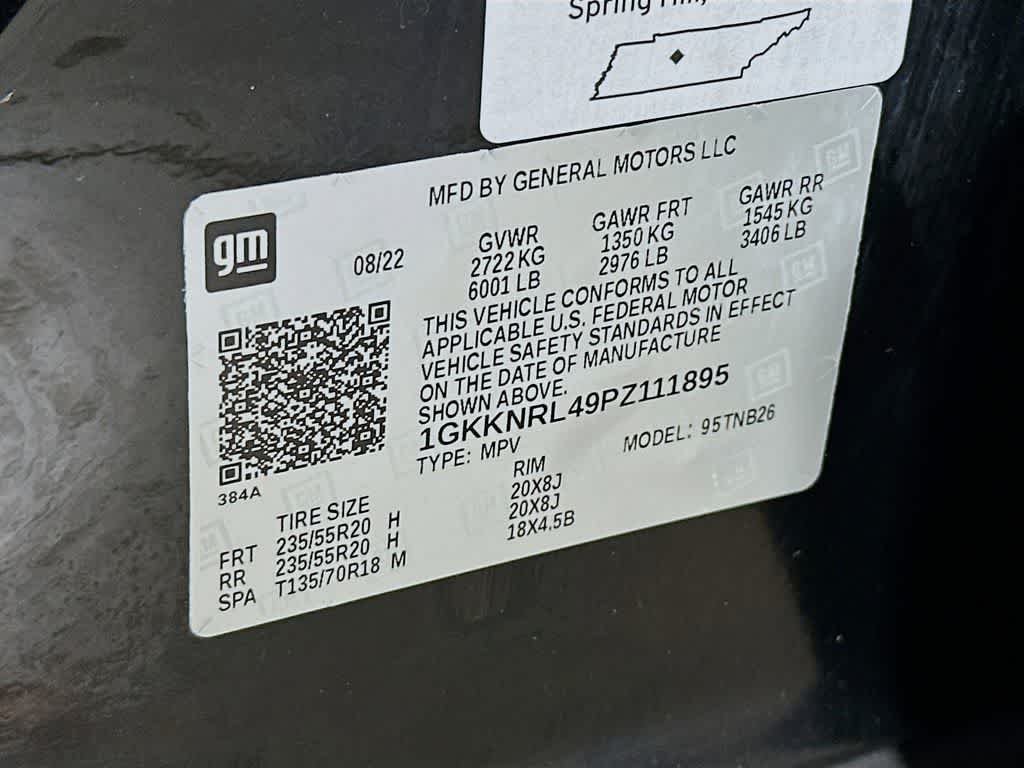 Spring Hill,
MFD BY GENERAL MOTORS LLC
gm
08/22
GVWR
2722 KG
6001 LB
GAWR FRT
1350 KG
2976 LB
GAWR RR
1545 KG
3406 LB
THIS VEHICLE CONFORMS TO ALL
APPLICABLE U.S. FEDERAL MOTOR
VEHICLE SAFETY STANDARDS IN EFFECT
ON THE DATE OF MANUFACTURE
SHOWN ABOVE.
1GKKNRL49PZ111895
TYPE: MPV
MODEL: 95TNB26
384A
TIRE SIZE RIM
FRT 235/55R20 H 20X8J
RR 235/55R20 H 20X8J
SPA T135/70R18 M 18X4.5B